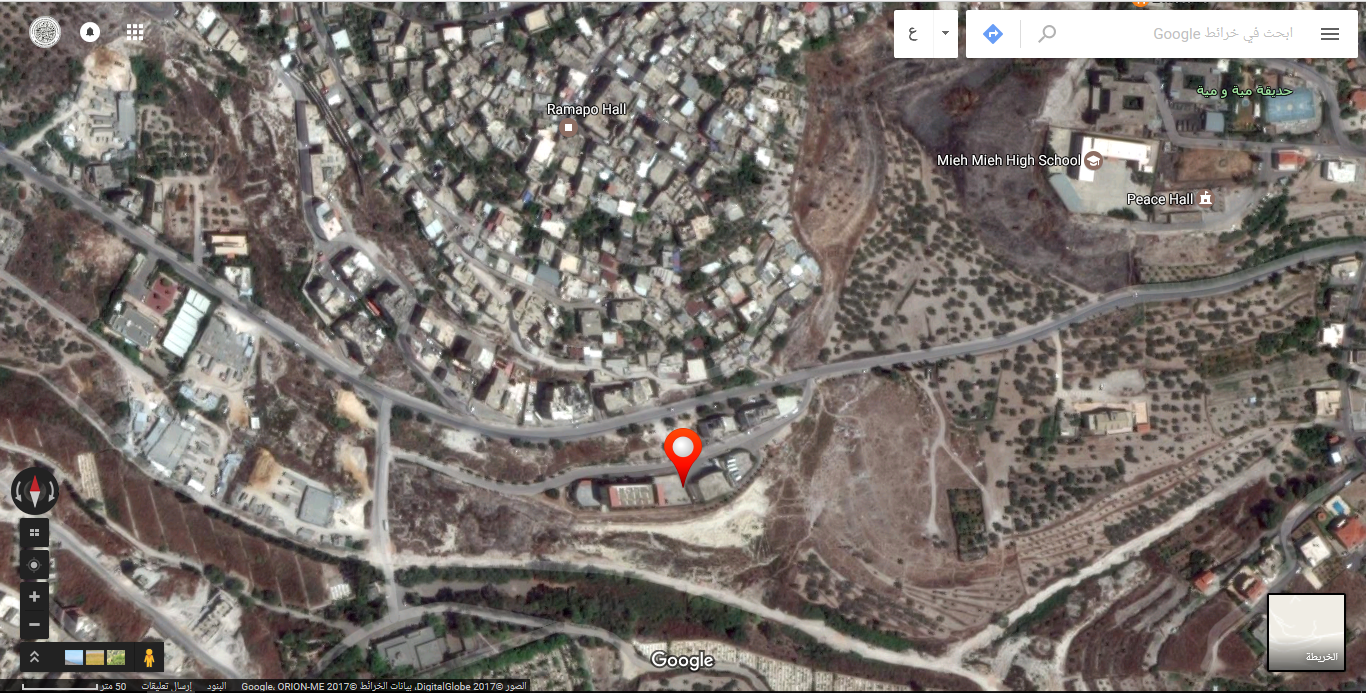 ع
ابحث في خرائط Google
حديقة مية و مية
Ramapo Hall
Mieh Mieh High School
Peace Hall
الخريطة
Google
الصور ©2017 DigitalGlobe، بيانات الخرائط ©2017 Google، ORION-ME البنود إرسال تعليقات 50 متر